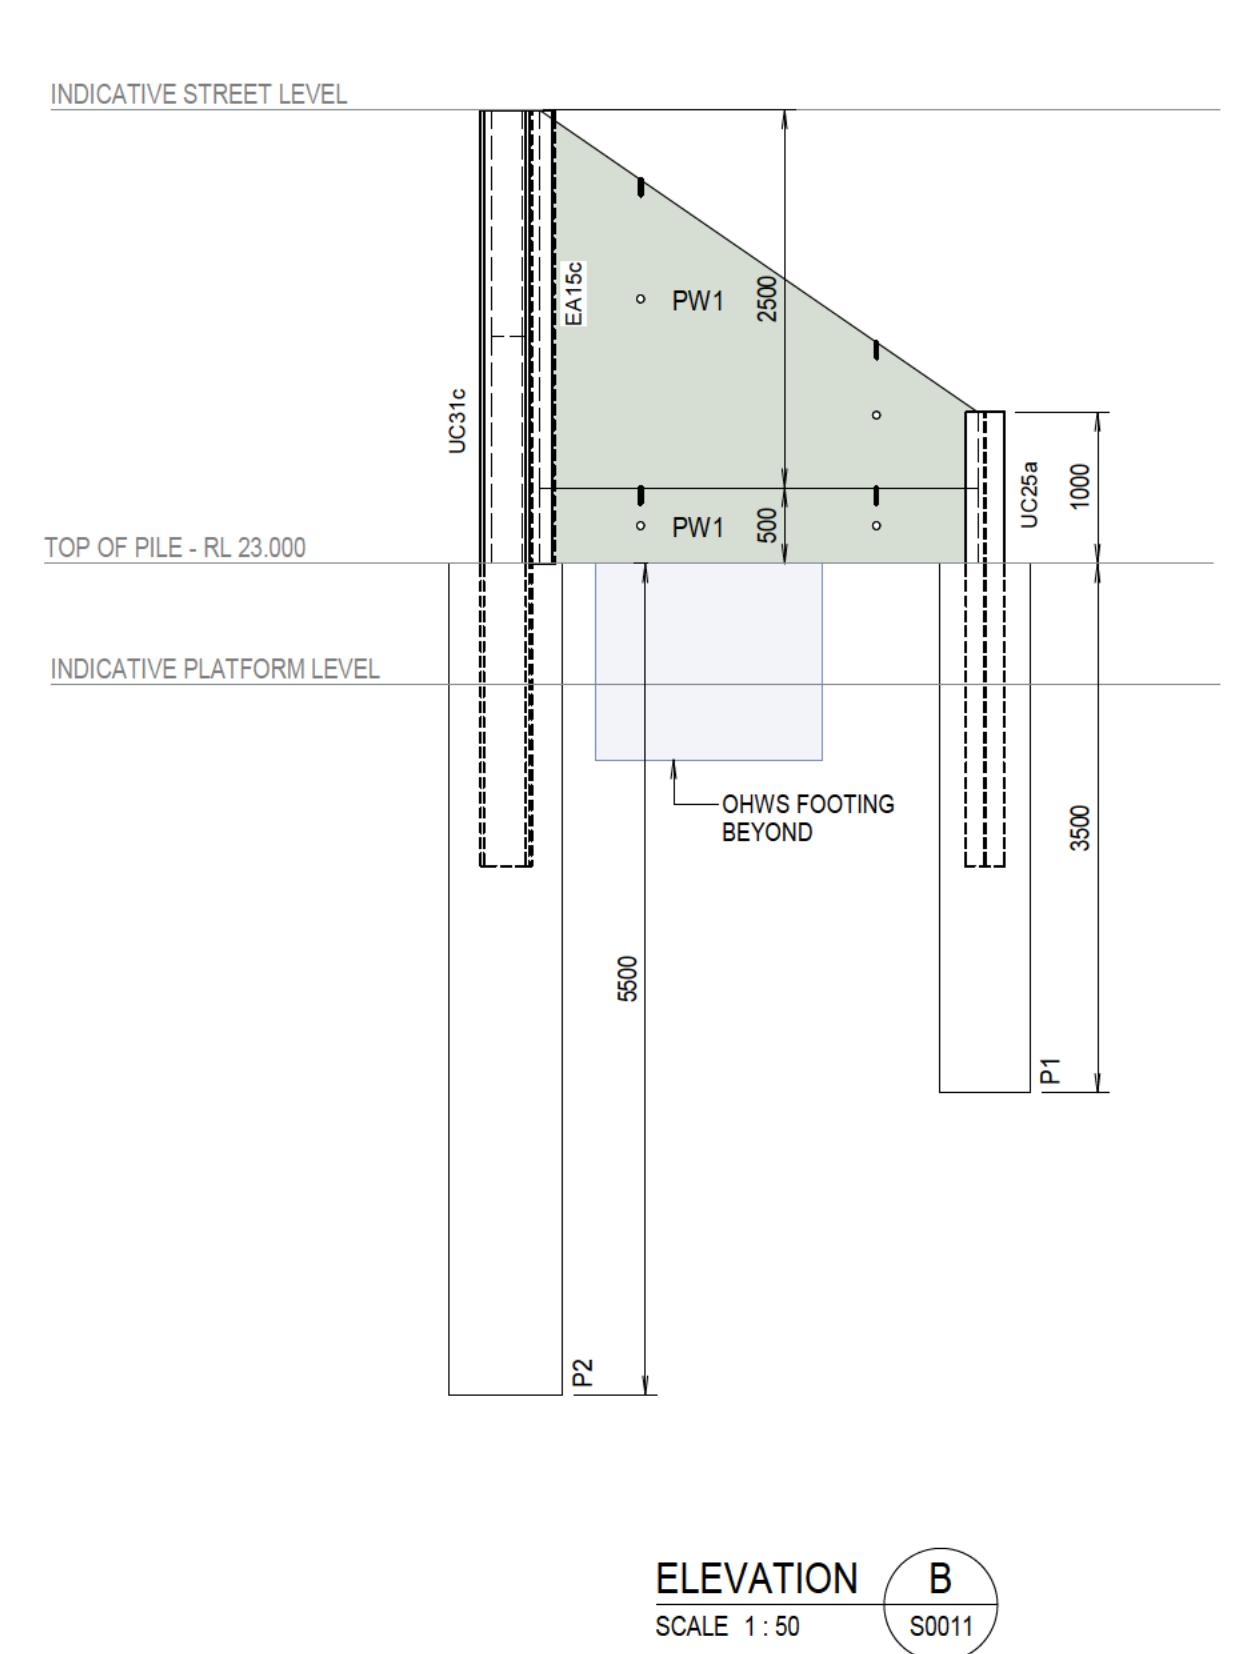 INDICATIVE STREET LEVEL
EA15c
PW1
2500
UC31c
UC25a
1000
PW1
500
TOP OF PILE - RL 23.000
INDICATIVE PLATFORM LEVEL
OHWS FOOTING
BEYOND
3500
5500
P1
P2
ELEVATION
B
SCALE 1 : 50
S0011